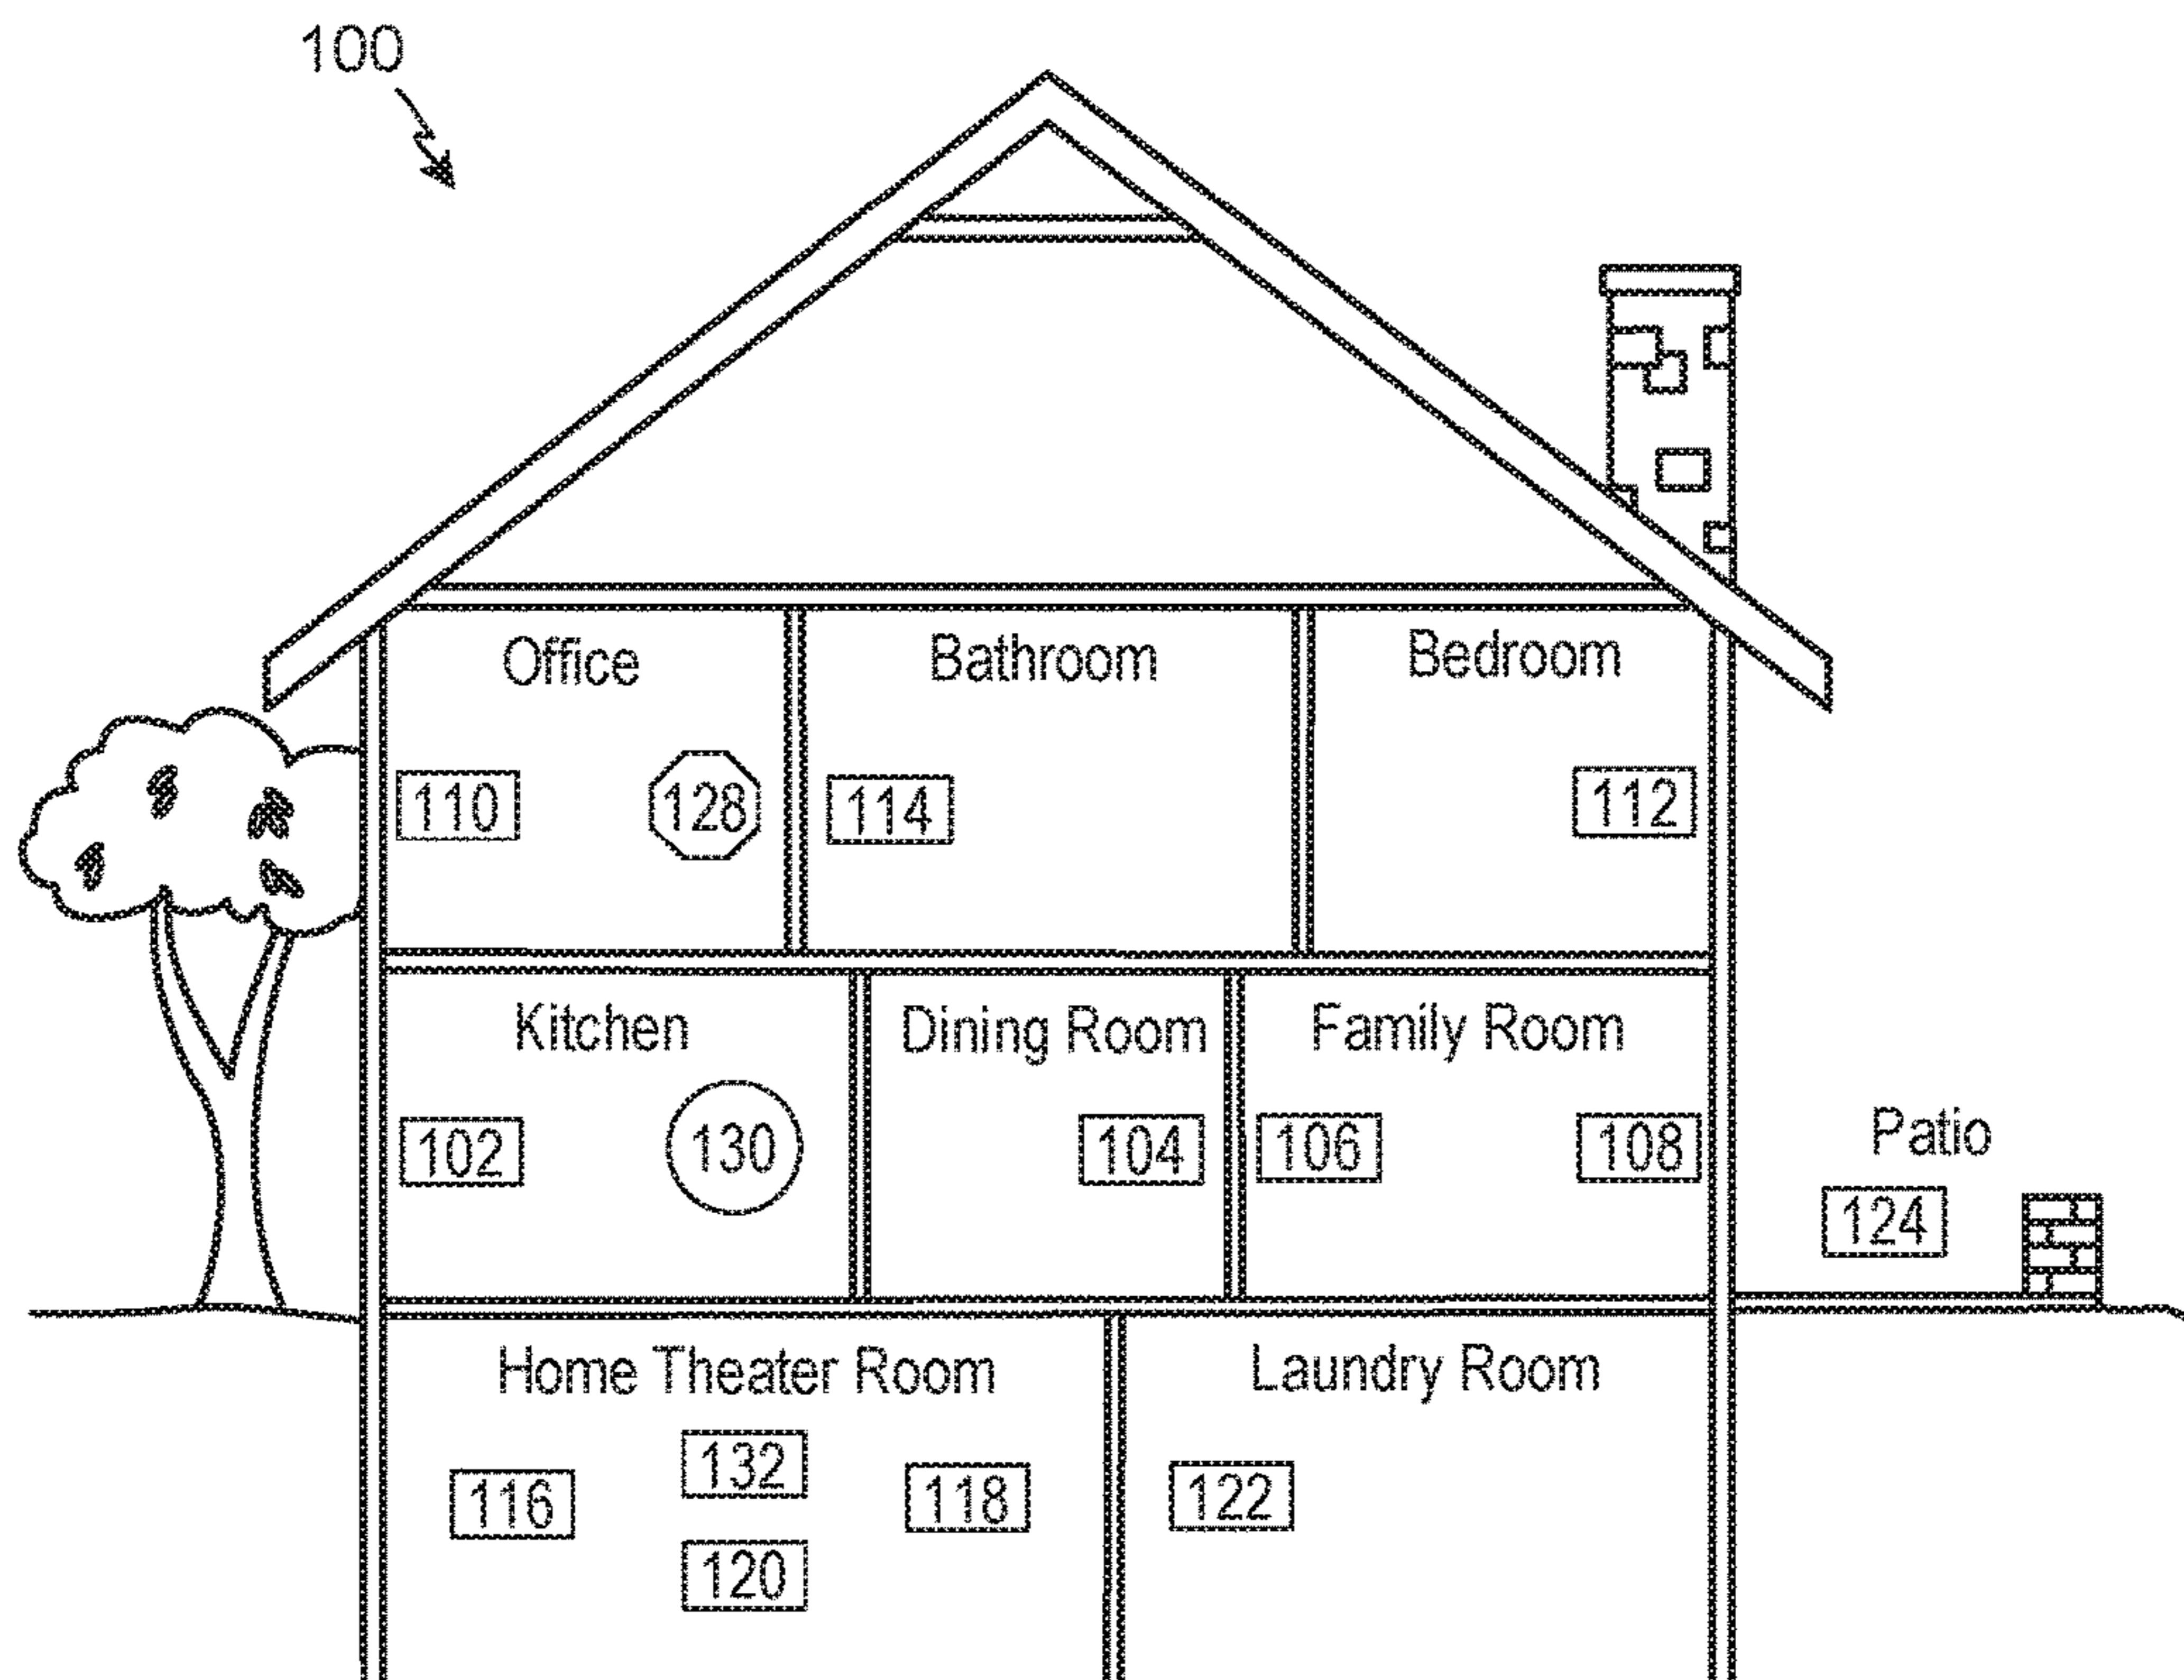 100
Office Bathroom Bedroom
110 128 114 112
Kitchen Dining Room Family Room
102 130 104 106 108
Patio
124
Home Theater Room Laundry Room
132
116 118 122
120